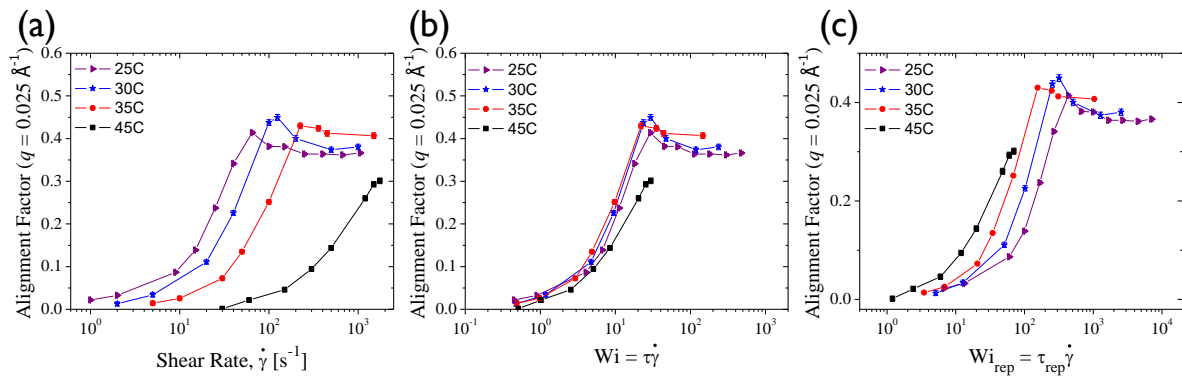 (a)
Alignment Factor (q = 0.025 Å⁻¹)
0.6
0.5
0.4
0.3
0.2
0.1
0.0
25C
30C
35C
45C
10⁰ 10¹ 10² 10³
Shear Rate, γ̇ [s⁻¹]
(b)
Alignment Factor (q = 0.025 Å⁻¹)
0.6
0.5
0.4
0.3
0.2
0.1
0.0
25C
30C
35C
45C
10⁻¹ 10⁰ 10¹ 10² 10³
Wi = τγ̇
(c)
Alignment Factor (q = 0.025 Å⁻¹)
0.4
0.2
0.0
25C
30C
35C
45C
10⁰ 10¹ 10² 10³ 10⁴
Wi_rep = τ_rep γ̇